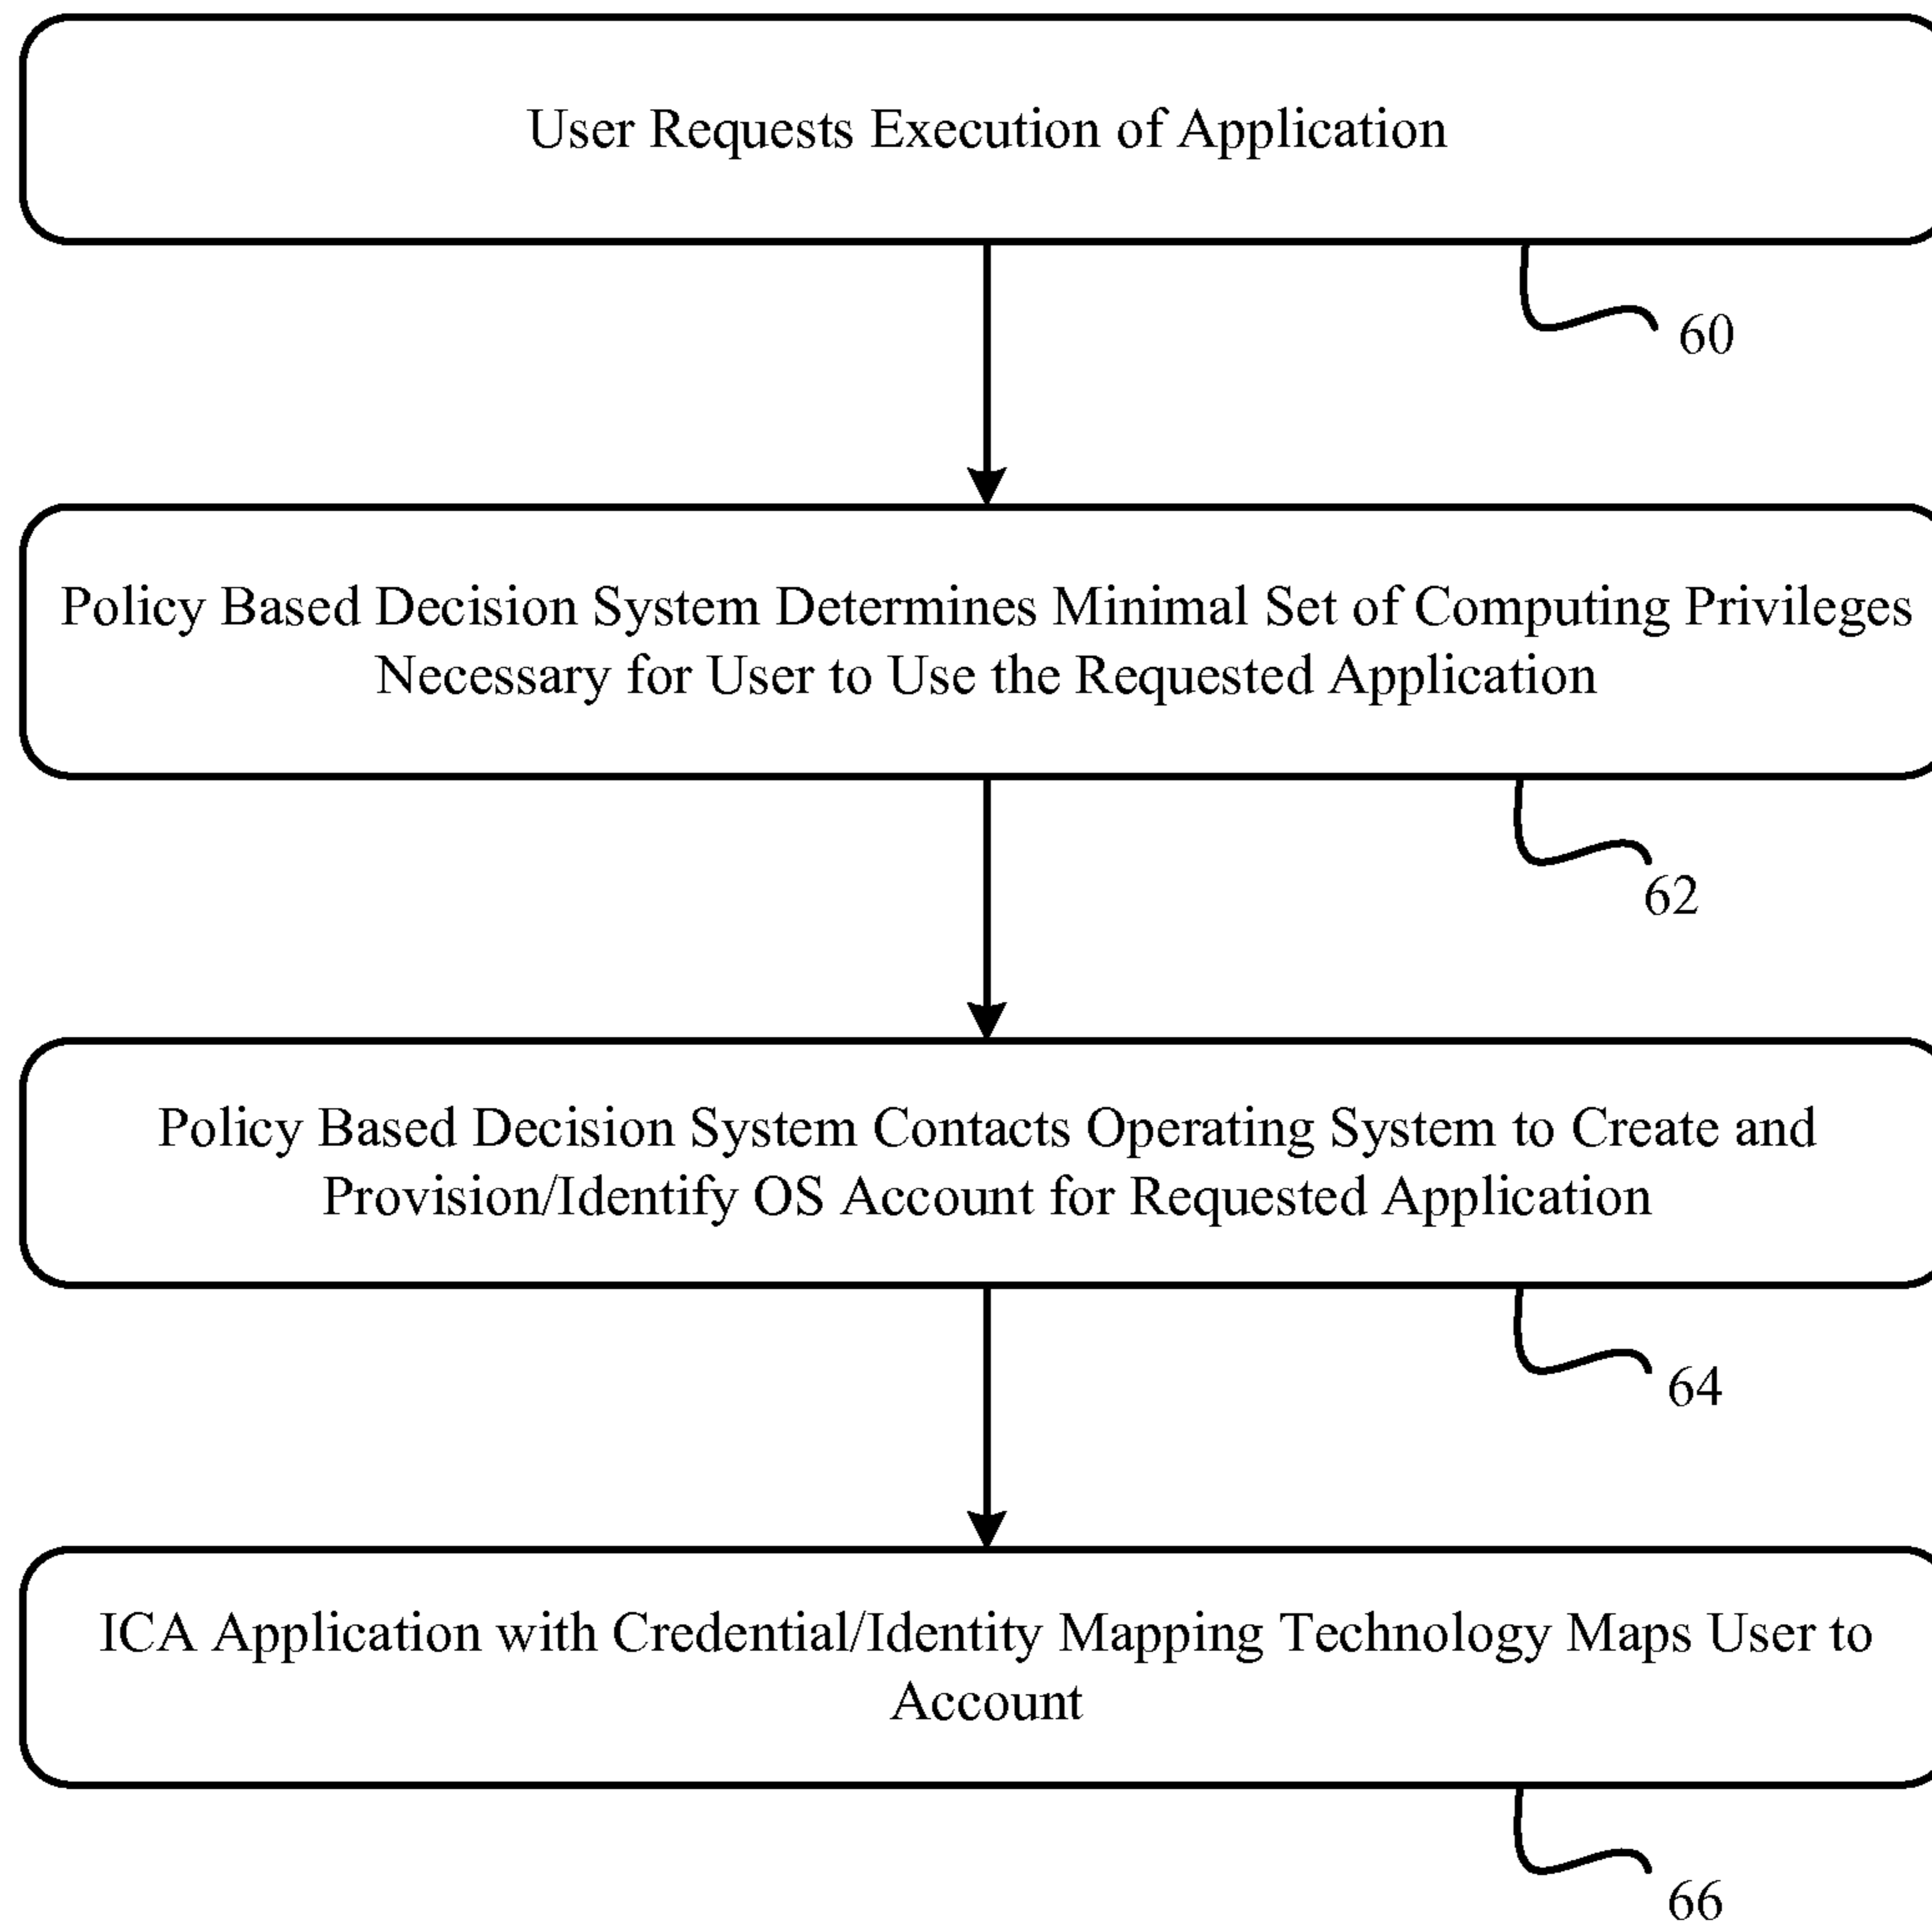 User Requests Execution of Application
60
Policy Based Decision System Determines Minimal Set of Computing Privileges
Necessary for User to Use the Requested Application
62
Policy Based Decision System Contacts Operating System to Create and
Provision/Identify OS Account for Requested Application
64
ICA Application with Credential/Identity Mapping Technology Maps User to
Account
66